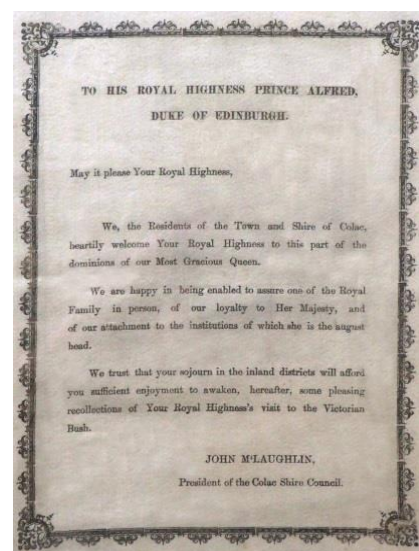 TO HIS ROYAL HIGHNESS PRINCE ALFRED,
DUKE OF EDINBURGH.
May it please Your Royal Highness,
We, the Residents of the Town and Shire of Colac,
heartily welcome Your Royal Highness to this part of the
dominions of our Most Gracious Queen.
We are happy in being enabled to assure one of the Royal
Family in person, of our loyalty to Her Majesty, and
of our attachment to the institutions of which she is the august
head.
We trust that your sojourn in the inland districts will afford
you sufficient enjoyment to awaken, hereafter, some pleasing
recollections of Your Royal Highness's visit to the Victorian
Bush.
JOHN M‘LAUGHLIN,
President of the Colac Shire Council.